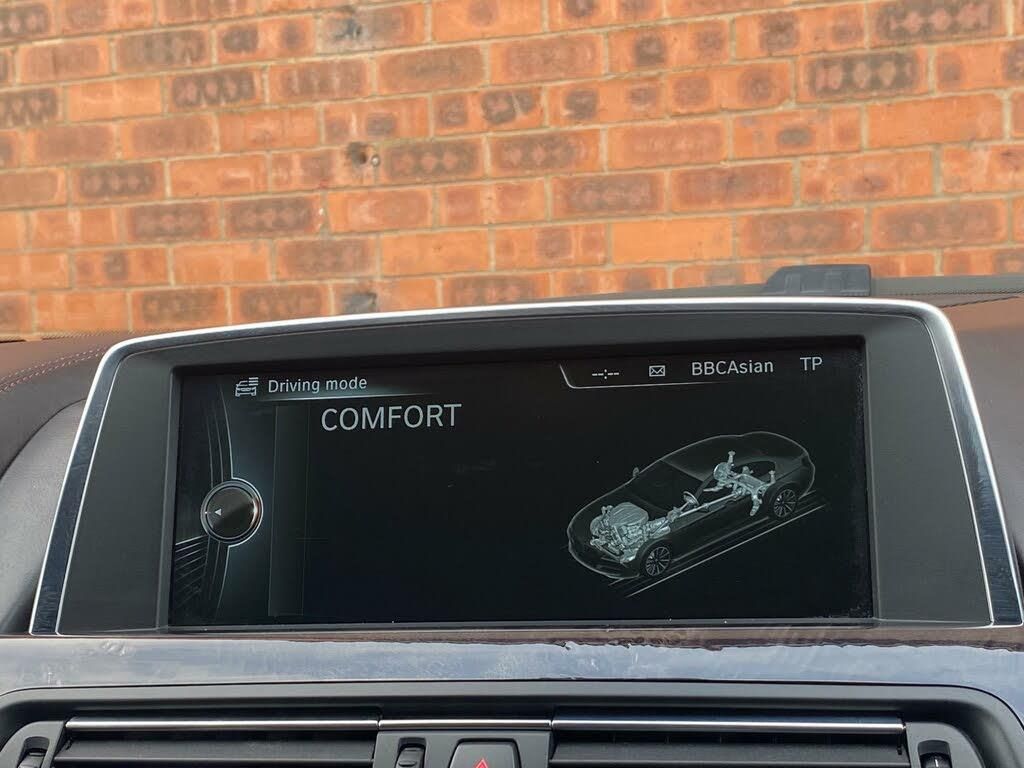 Driving mode
--:-- BBCAsian TP
COMFORT